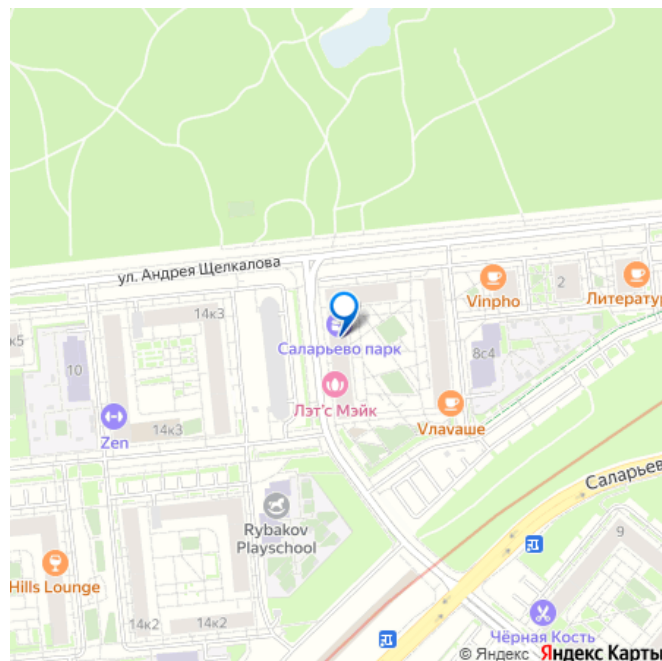 ул. Андрея Щелкалова
2
Vinpho
Литератур
14к3
к5
Саларьево парк
8с4
10
Лэт'с Мэйк
Vлаvаше
14к3
Zen
Саларьев
Rybakov
Playschool
9
Hills Lounge
14к2
14к2
Чёрная Кость
© Яндекс Яндекс Карты